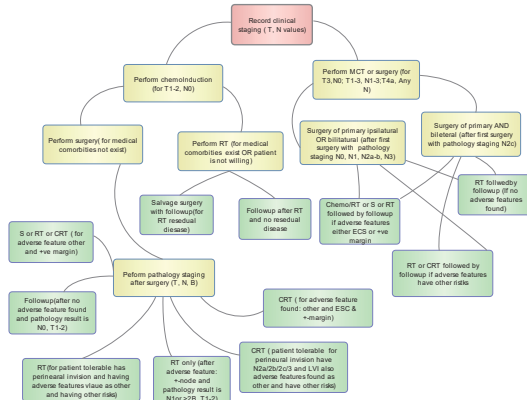 Record clinical
staging ( T, N values)
Perform chemoInduction
(for T1-2, N0)
Perform MCT or surgery (for
T3,N0; T1-3, N1-3;T4a, Any
N)
Perform surgery( for medical
comorbities not exist)
Perform RT (for medical
comorbities exist OR patient
is not willing)
Surgery of primary ipsilateral
OR bilatural (after first
surgery with pathology
staging N0, N1, N2a-b, N3)
Surgery of primary AND
bileteral (after first surgery
with pathology staging N2c)
Salvage surgery
with followup(for
RT resedual
diesease)
Followup after RT
and no resedual
disease
Chemo/RT or S or RT
followed by followup
if adverse features
either ECS or +ve
margin
RT follwedby
followup (If no
adverse features
found)
S or RT or CRT ( for
adverse feature other
and +ve margin)
Peform pathology staging
after surgery (T, N, B)
RT or CRT followed by
followup if adverse features
have other risks
Followup(after no
adverse feature found
and pathology result is
N0, T1-2)
CRT ( for adverse feature
found: other and ESC &
+-margin)
RT(for patient tolerable has
perinearal invision and having
adverse features vlaue as other
and having other risks)
RT only (after
adverse feature:
+-node and
pathology result is
N1or >2B, T1-2)
CRT ( patient tolerable for
perineural invision have
N2a/2b/2c/3 and LVI also
adverse features found as
other and have other risks)